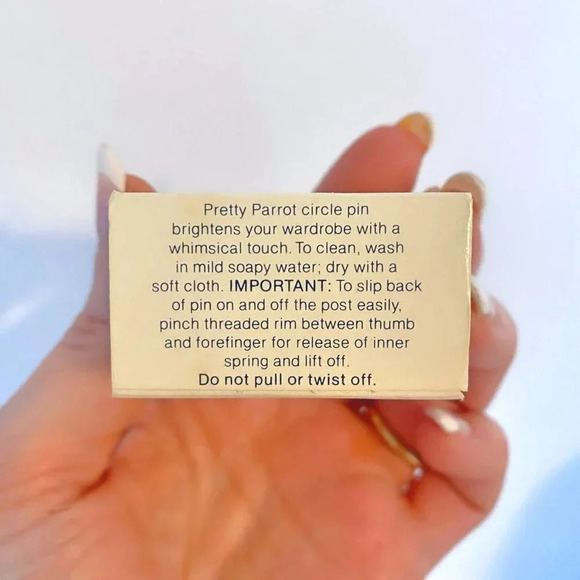 Pretty Parrot circle pin
brightens your wardrobe with a
whimsical touch. To clean, wash
in mild soapy water; dry with a
soft cloth. IMPORTANT: To slip back
of pin on and off the post easily,
pinch threaded rim between thumb
and forefinger for release of inner
spring and lift off.
Do not pull or twist off.